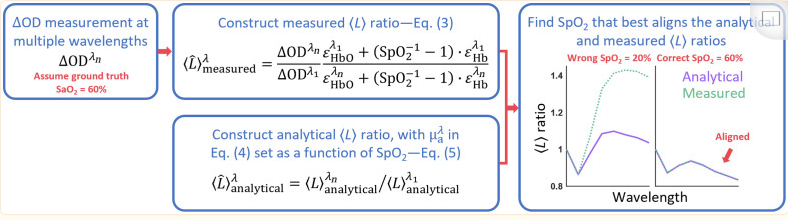 ΔOD measurement at
multiple wavelengths
ΔOD^λn
Assume ground truth
SaO₂ = 60%
Construct measured ⟨L⟩ ratio—Eq. (3)
⟨L̂⟩^λ_measured = (ΔOD^λn / ΔOD^λ1) (ε^λ1_HbO + (SpO₂⁻¹ − 1) · ε^λ1_Hb) / (ε^λn_HbO + (SpO₂⁻¹ − 1) · ε^λn_Hb)
Construct analytical ⟨L⟩ ratio, with μ^λ_a in
Eq. (4) set as a function of SpO₂—Eq. (5)
⟨L̂⟩^λ_analytical = ⟨L⟩^λn_analytical / ⟨L⟩^λ1_analytical
Find SpO₂ that best aligns the analytical
and measured ⟨L⟩ ratios
Wrong SpO₂ = 20% Correct SpO₂ = 60%
Analytical
Measured
Aligned
⟨L⟩ ratio
1.4
1.2
1
0.8
Wavelength